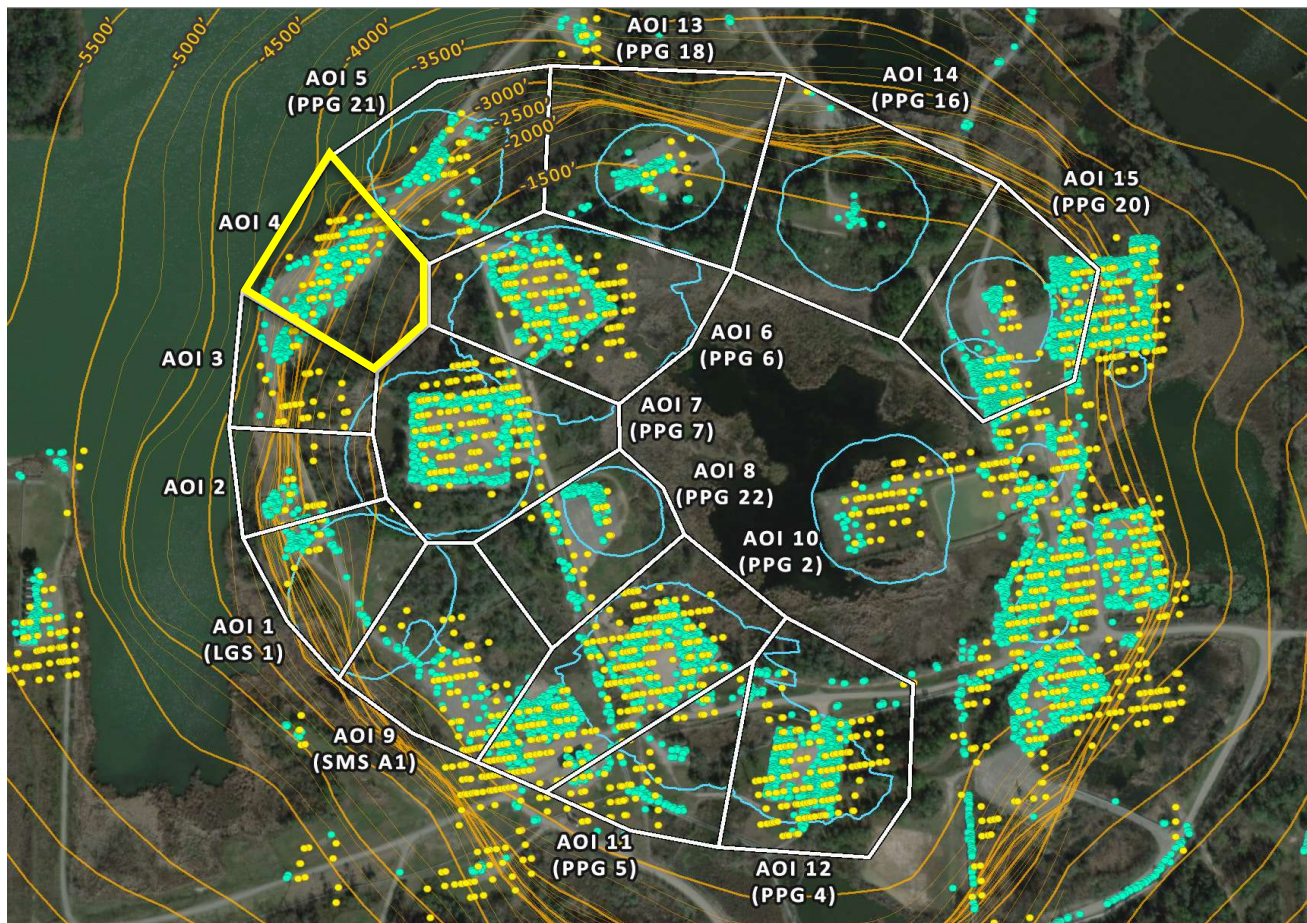 -5500'
-5000'
-4500'
-4000'
-3500'
-3000'
-2500'
-2000'
-1500'
AOI 13
(PPG 18)
AOI 14
(PPG 16)
AOI 5
(PPG 21)
AOI 15
(PPG 20)
AOI 4
AOI 3
AOI 6
(PPG 6)
AOI 7
(PPG 7)
AOI 8
(PPG 22)
AOI 2
AOI 10
(PPG 2)
AOI 1
(LGS 1)
AOI 9
(SMS A1)
AOI 11
(PPG 5)
AOI 12
(PPG 4)